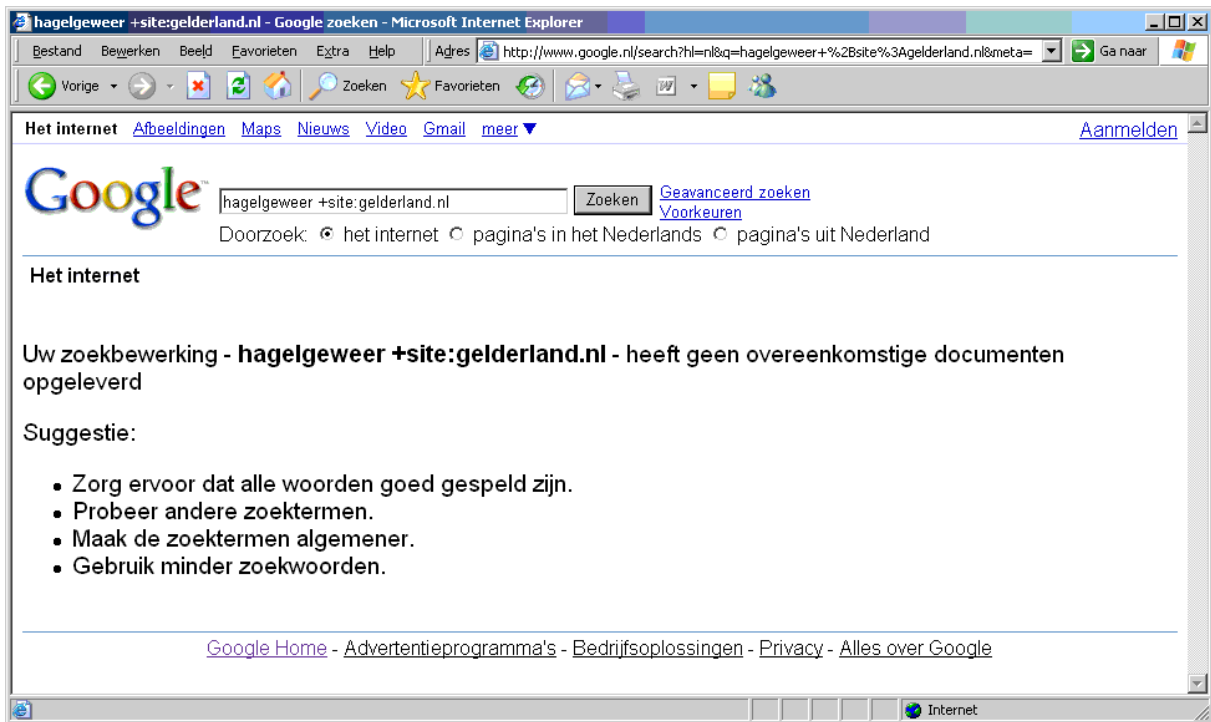 hagelgeweer +site:gelderland.nl - Google zoeken - Microsoft Internet Explorer
Bestand Bewerken Beeld Favorieten Extra Help Adres http://www.google.nl/search?hl=nl&q=hagelgeweer+%2Bsite%3Agelderland.nl&meta= Ga naar
Vorige Zoeken Favorieten
Het internet Afbeeldingen Maps Nieuws Video Gmail meer ▼ Aanmelden
Google™ hagelgeweer +site:gelderland.nl Zoeken Geavanceerd zoeken
Voorkeuren
Doorzoek: het internet pagina's in het Nederlands pagina's uit Nederland
Het internet
Uw zoekbewerking - hagelgeweer +site:gelderland.nl - heeft geen overeenkomstige documenten
opgeleverd
Suggestie:
• Zorg ervoor dat alle woorden goed gespeld zijn.
• Probeer andere zoektermen.
• Maak de zoektermen algemener.
• Gebruik minder zoekwoorden.
Google Home - Advertentieprogramma's - Bedrijfsoplossingen - Privacy - Alles over Google
Internet